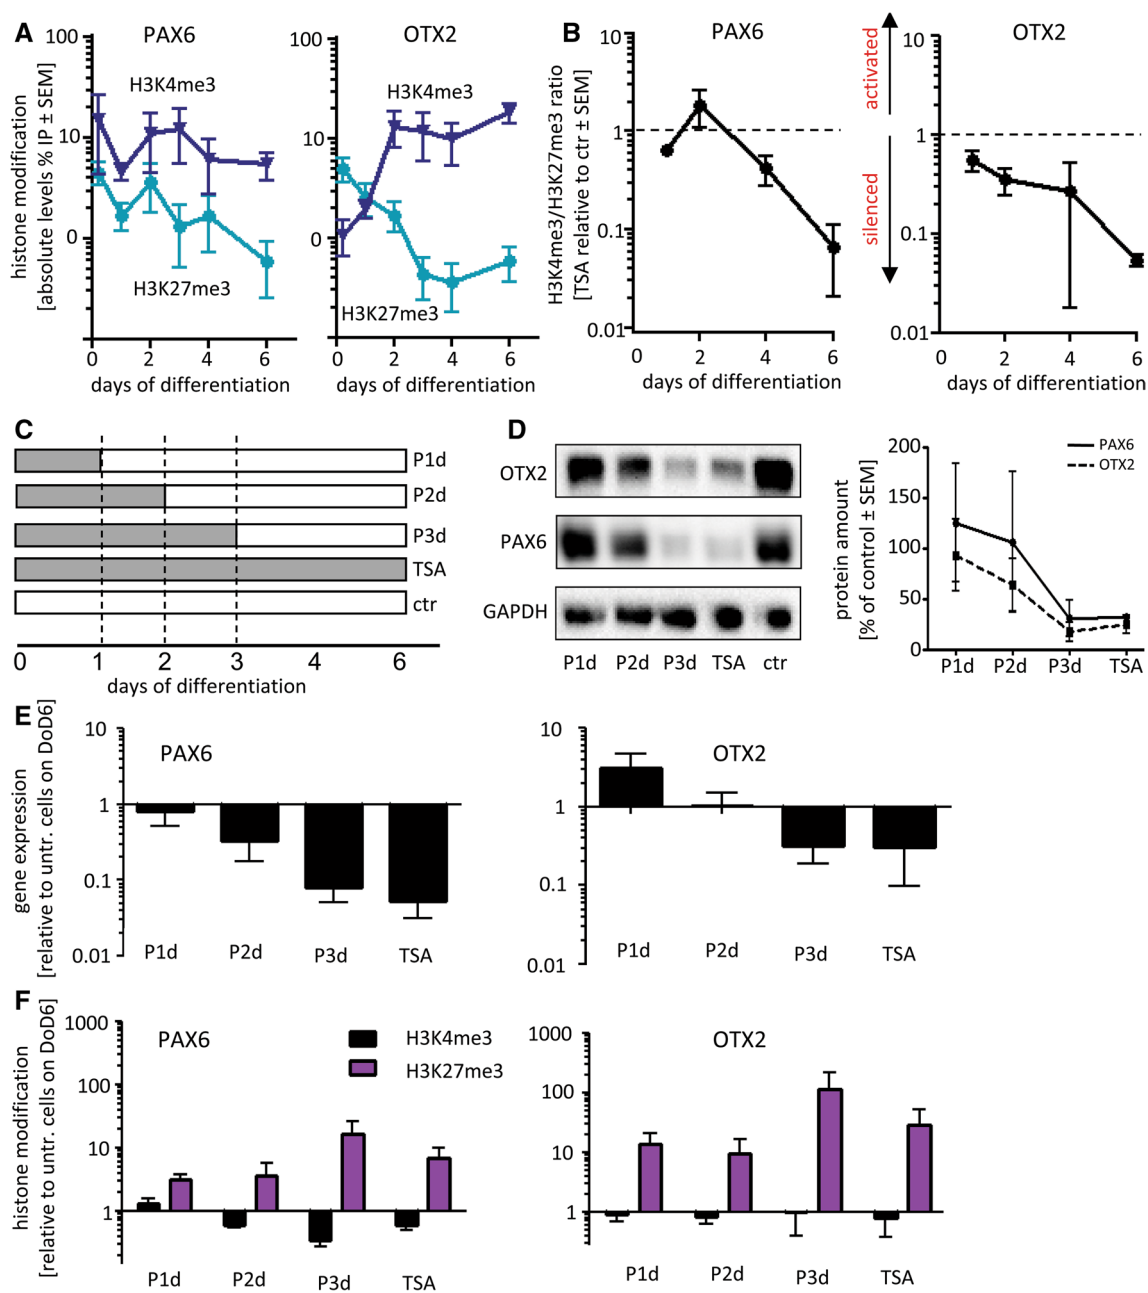 A
PAX6
OTX2
histone modification
[absolute levels % IP ± SEM]
100
10
0
H3K4me3
H3K27me3
0 2 4 6
days of differentiation
100
10
0
H3K4me3
H3K27me3
0 2 4 6
days of differentiation
B
PAX6
OTX2
H3K4me3/H3K27me3 ratio
[TSA relative to ctr ± SEM]
10
1
0.1
0.01
0 2 4 6
days of differentiation
activated
silenced
10
1
0.1
0.01
0 2 4 6
days of differentiation
C
P1d
P2d
P3d
TSA
ctr
0 1 2 3 4 6
days of differentiation
D
OTX2
PAX6
GAPDH
P1d P2d P3d TSA ctr
protein amount
[% of control ± SEM]
200
150
100
50
0
PAX6
OTX2
P1d P2d P3d TSA
E
gene expression
[relative to untr. cells on DoD6]
PAX6
10
1
0.1
0.01
P1d P2d P3d TSA
OTX2
10
1
0.1
0.01
P1d P2d P3d TSA
F
histone modification
[relative to untr. cells on DoD6]
PAX6
1000
100
10
1
H3K4me3
H3K27me3
P1d P2d P3d TSA
OTX2
1000
100
10
1
P1d P2d P3d TSA